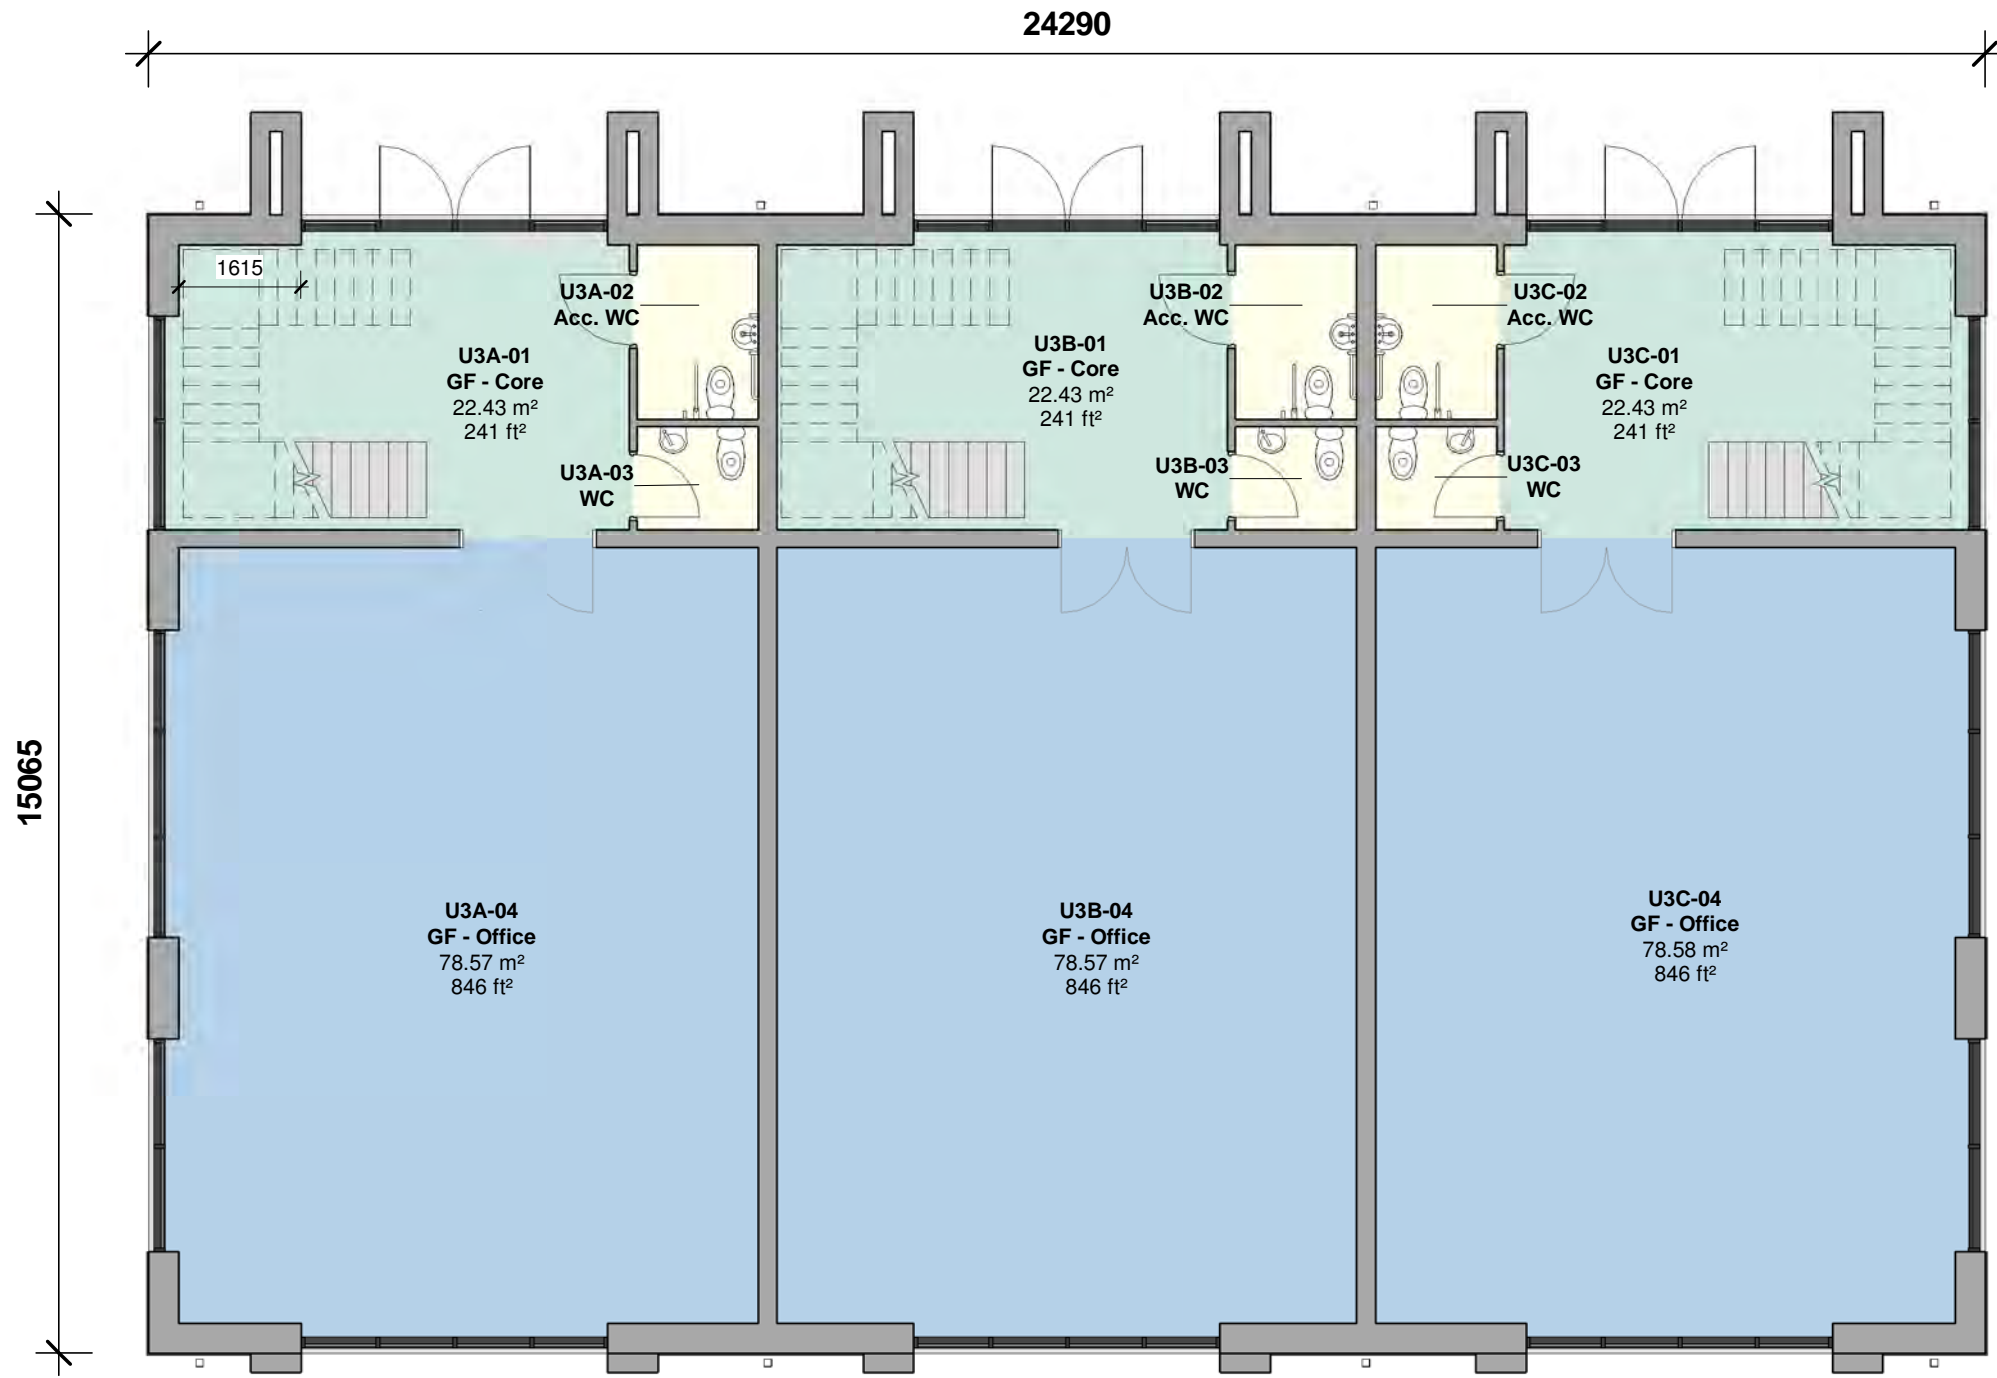 24290
15065
1615
U3A-02
Acc. WC
U3A-01
GF - Core
22.43 m²
241 ft²
U3A-03
WC
U3B-02
Acc. WC
U3B-01
GF - Core
22.43 m²
241 ft²
U3B-03
WC
U3C-02
Acc. WC
U3C-01
GF - Core
22.43 m²
241 ft²
U3C-03
WC
U3A-04
GF - Office
78.57 m²
846 ft²
U3B-04
GF - Office
78.57 m²
846 ft²
U3C-04
GF - Office
78.58 m²
846 ft²